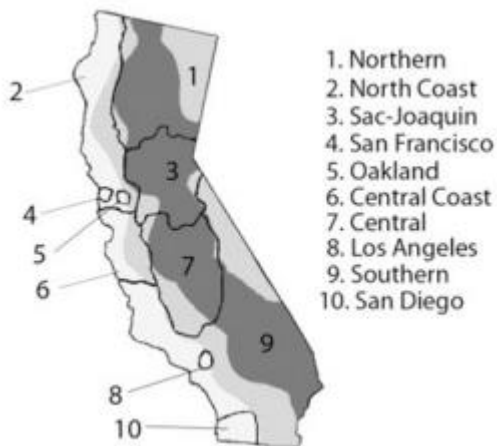 1
2
3
4
5
6
7
8
9
10
1. Northern
2. North Coast
3. Sac-Joaquin
4. San Francisco
5. Oakland
6. Central Coast
7. Central
8. Los Angeles
9. Southern
10. San Diego